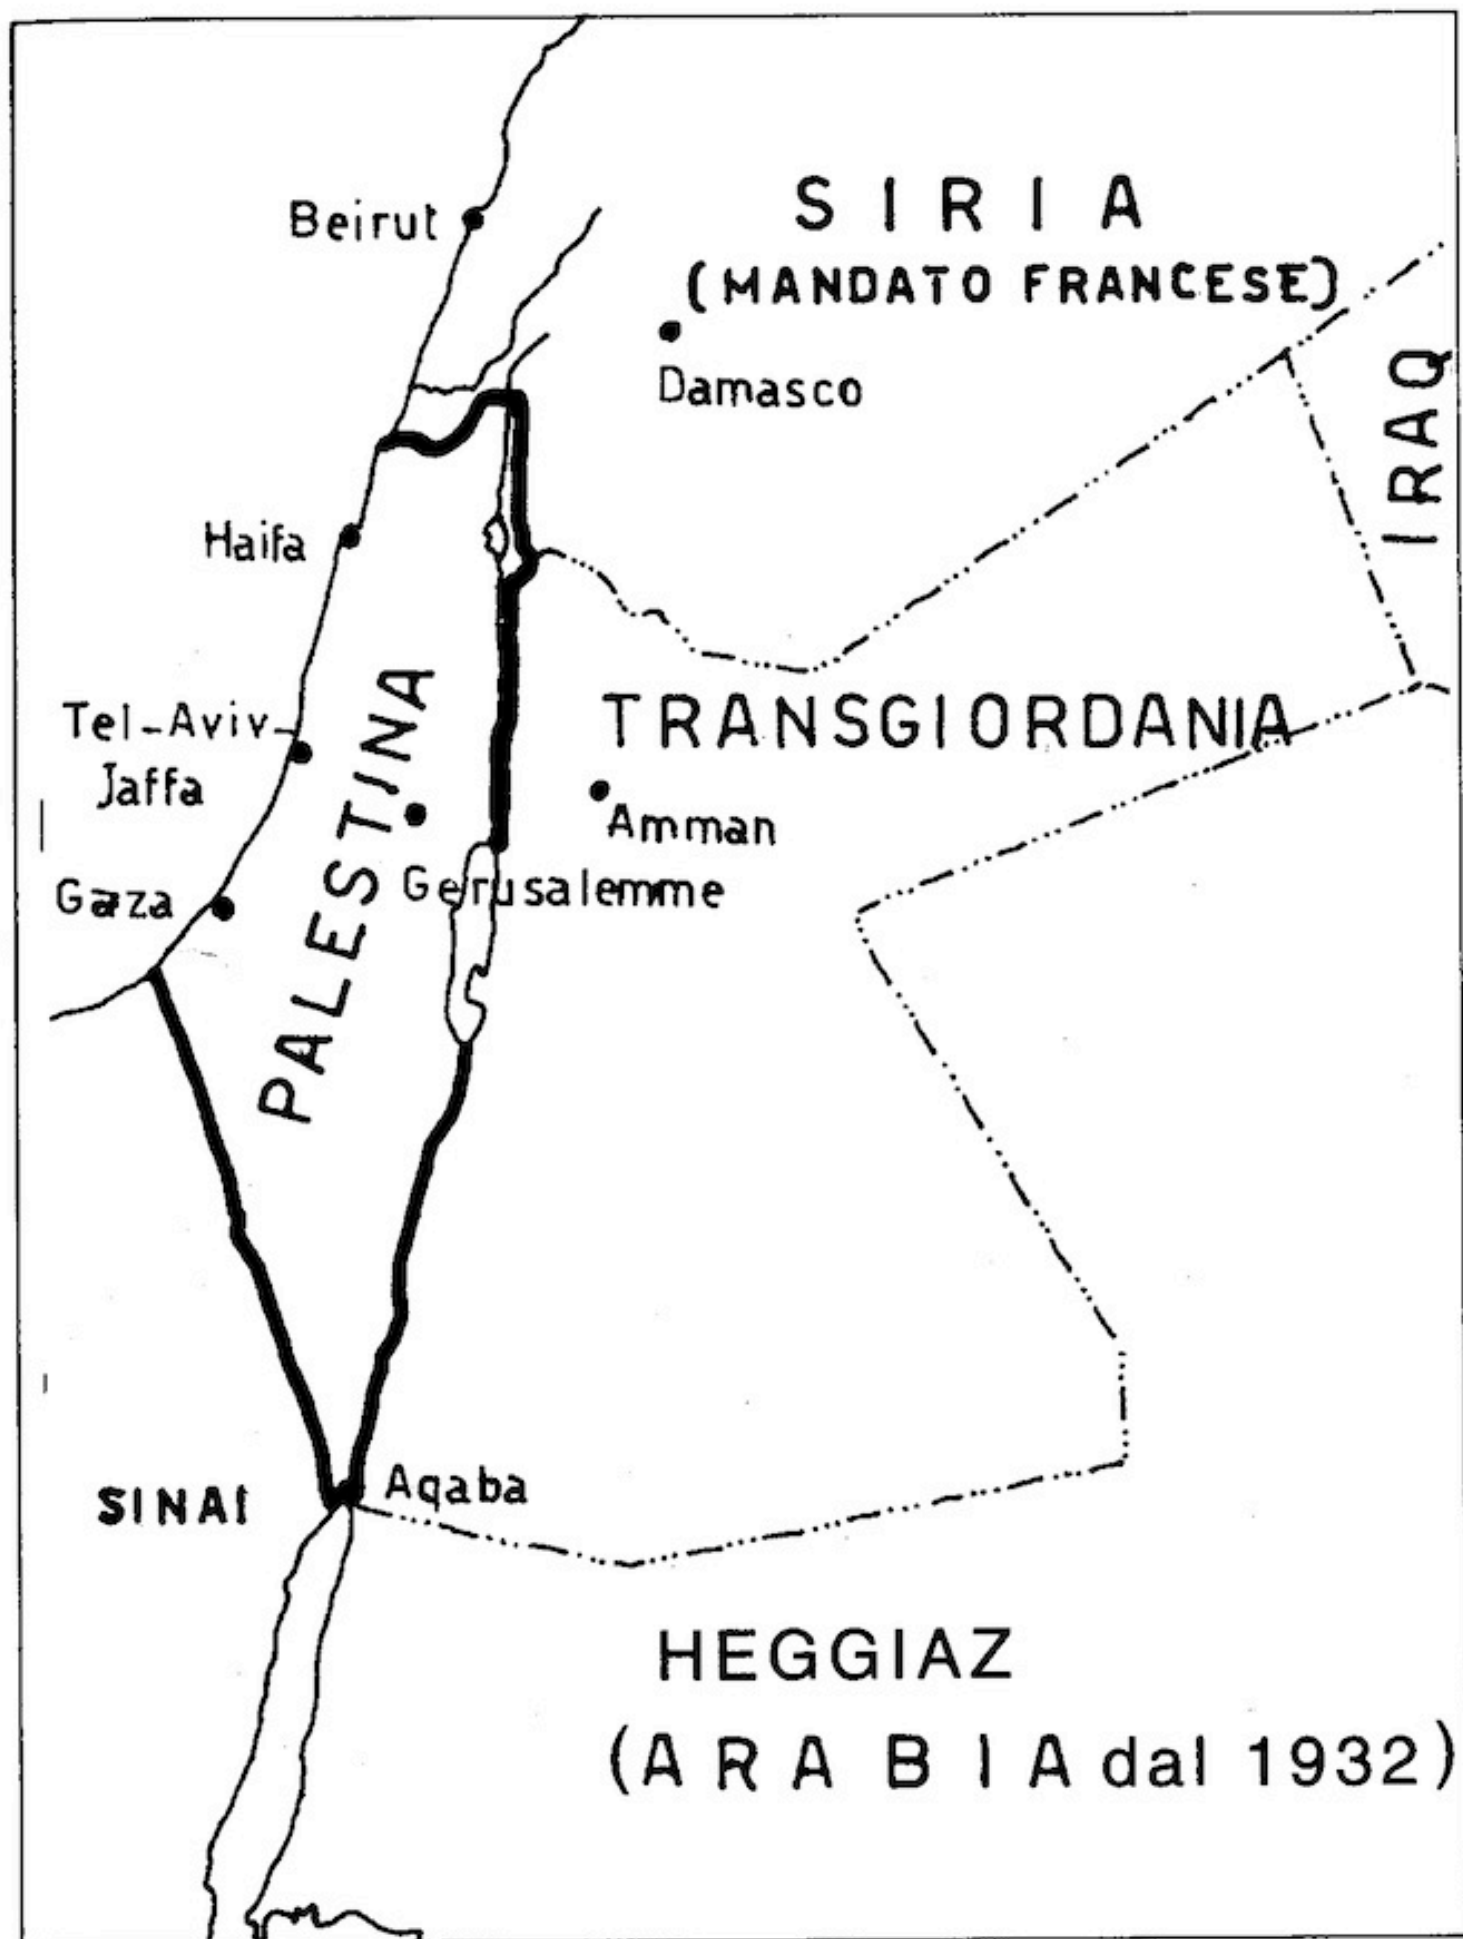 SIRIA
Beirut
(MANDATO FRANCESE)
Damasco
IRAQ
Haifa
Tel-Aviv-
Jaffa
TRANSGIORDANIA
PALESTINA
Amman
Gerusalemme
Gaza
Aqaba
SINAI
HEGGIAZ
(ARABIA dal 1932)